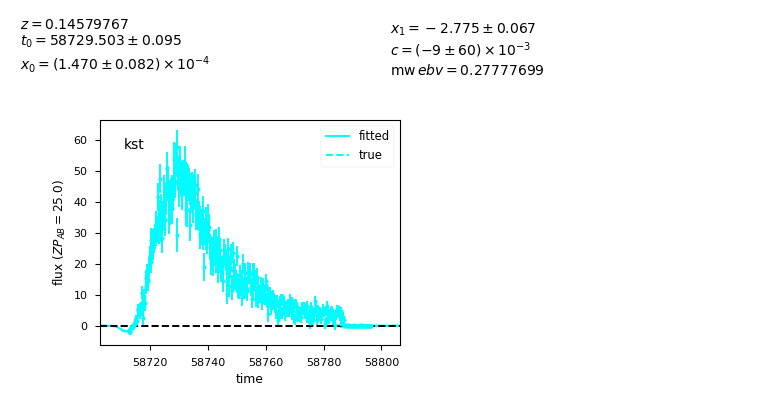 z = 0.14579767
t₀ = 58729.503 ± 0.095
x₀ = (1.470 ± 0.082) × 10⁻⁴
x₁ = −2.775 ± 0.067
c = (−9 ± 60) × 10⁻³
mw ebv = 0.27777699
kst
fitted
true
60
50
40
30
20
10
0
flux (ZP_AB = 25.0)
58720 58740 58760 58780 58800
time